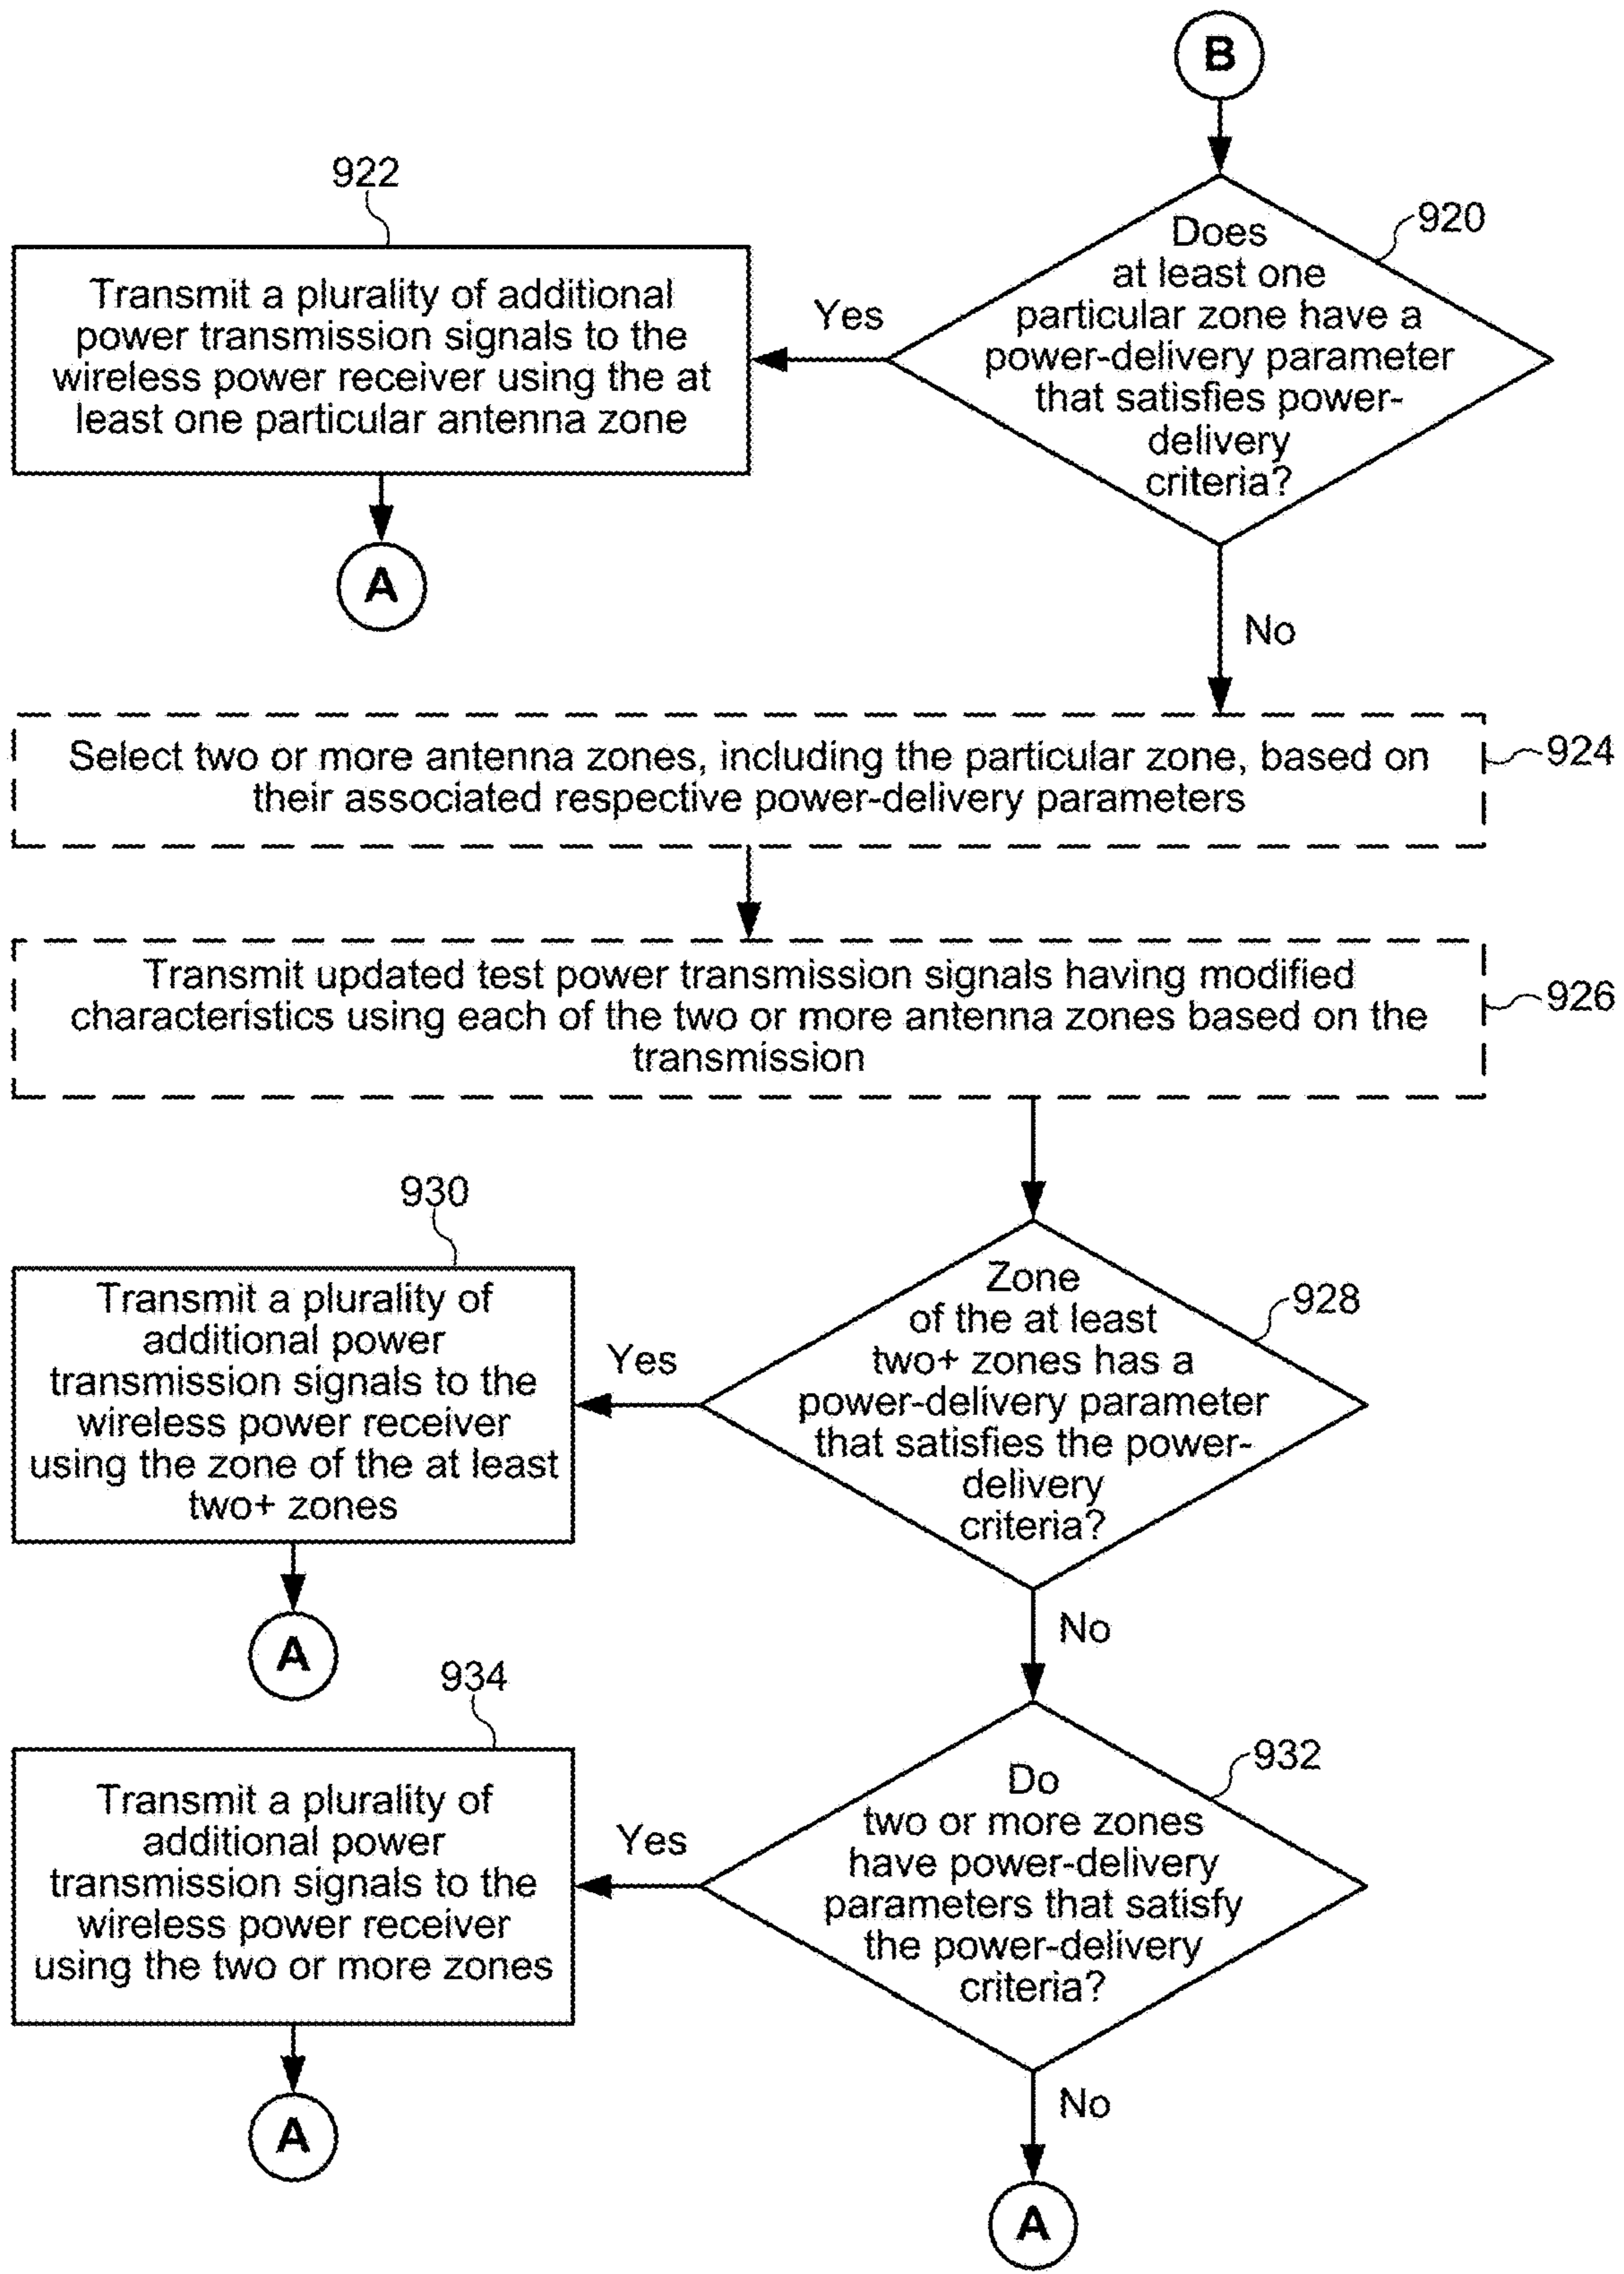 B
920
Does
at least one
particular zone have a
power-delivery parameter
that satisfies power-
delivery
criteria?
Yes
922
Transmit a plurality of additional
power transmission signals to the
wireless power receiver using the at
least one particular antenna zone
A
No
924
Select two or more antenna zones, including the particular zone, based on
their associated respective power-delivery parameters
926
Transmit updated test power transmission signals having modified
characteristics using each of the two or more antenna zones based on the
transmission
928
Zone
of the at least
two+ zones has a
power-delivery parameter
that satisfies the power-
delivery
criteria?
Yes
930
Transmit a plurality of
additional power
transmission signals to the
wireless power receiver
using the zone of the at least
two+ zones
A
No
932
Do
two or more zones
have power-delivery
parameters that satisfy
the power-delivery
criteria?
Yes
934
Transmit a plurality of
additional power
transmission signals to the
wireless power receiver
using the two or more zones
A
No
A